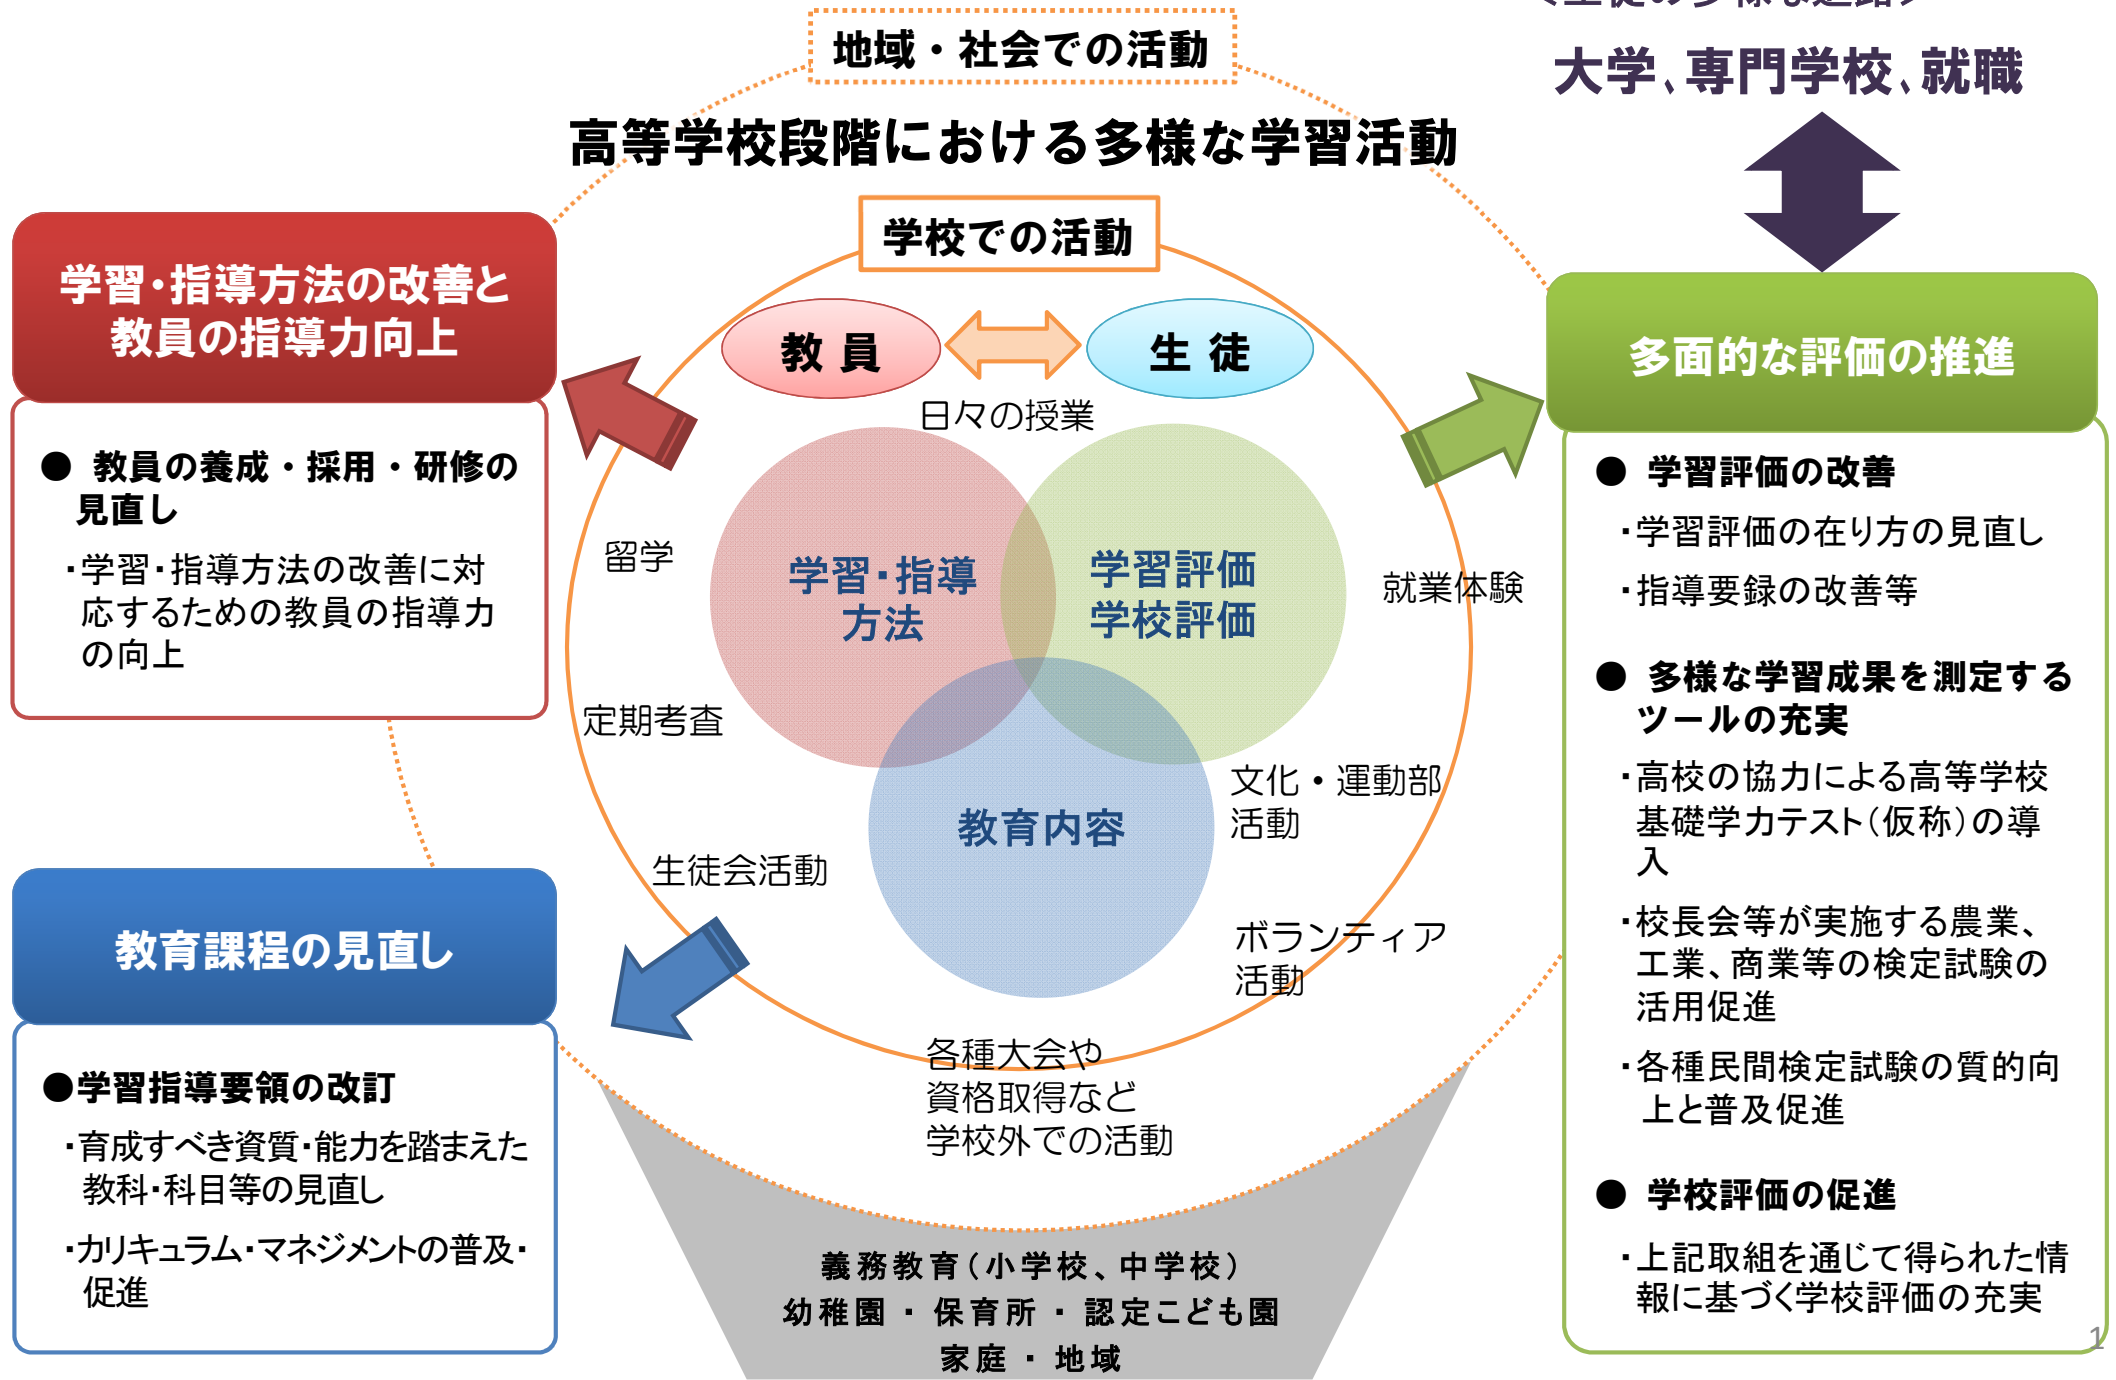 地域・社会での活動
大学、専門学校、就職
高等学校段階における多様な学習活動
学校での活動
教員
生徒
日々の授業
学習・指導方法の改善と
教員の指導力向上
● 教員の養成・採用・研修の
見直し
・学習・指導方法の改善に対
応するための教員の指導力
の向上
学習・指導
方法
学習評価
学校評価
教育内容
留学
定期考査
生徒会活動
就業体験
文化・運動部
活動
ボランティア
活動
各種大会や
資格取得など
学校外での活動
教育課程の見直し
●学習指導要領の改訂
・育成すべき資質・能力を踏まえた
教科・科目等の見直し
・カリキュラム・マネジメントの普及・
促進
多面的な評価の推進
● 学習評価の改善
・学習評価の在り方の見直し
・指導要録の改善等
● 多様な学習成果を測定する
ツールの充実
・高校の協力による高等学校
基礎学力テスト(仮称)の導
入
・校長会等が実施する農業、
工業、商業等の検定試験の
活用促進
・各種民間検定試験の質的向
上と普及促進
● 学校評価の促進
・上記取組を通じて得られた情
報に基づく学校評価の充実
義務教育(小学校、中学校)
幼稚園・保育所・認定こども園
家庭・地域
1